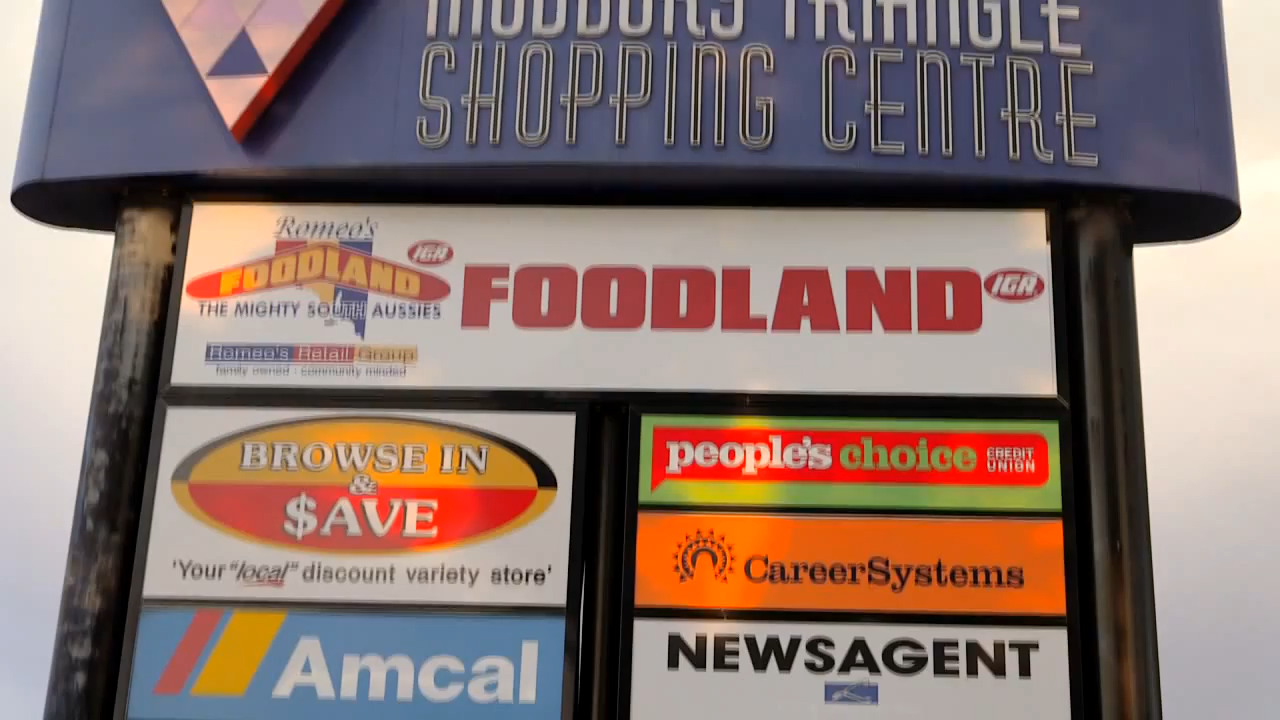 TRIANGLE
SHOPPING CENTRE
Romeo's
FOODLAND IGA
THE MIGHTY SOUTH AUSSIES
Romeo's Retail Group
family owned - community minded
FOODLAND IGA
BROWSE IN
&
$AVE
'Your "local" discount variety store'
Amcal
people's choice CREDIT UNION
CareerSystems
NEWSAGENT